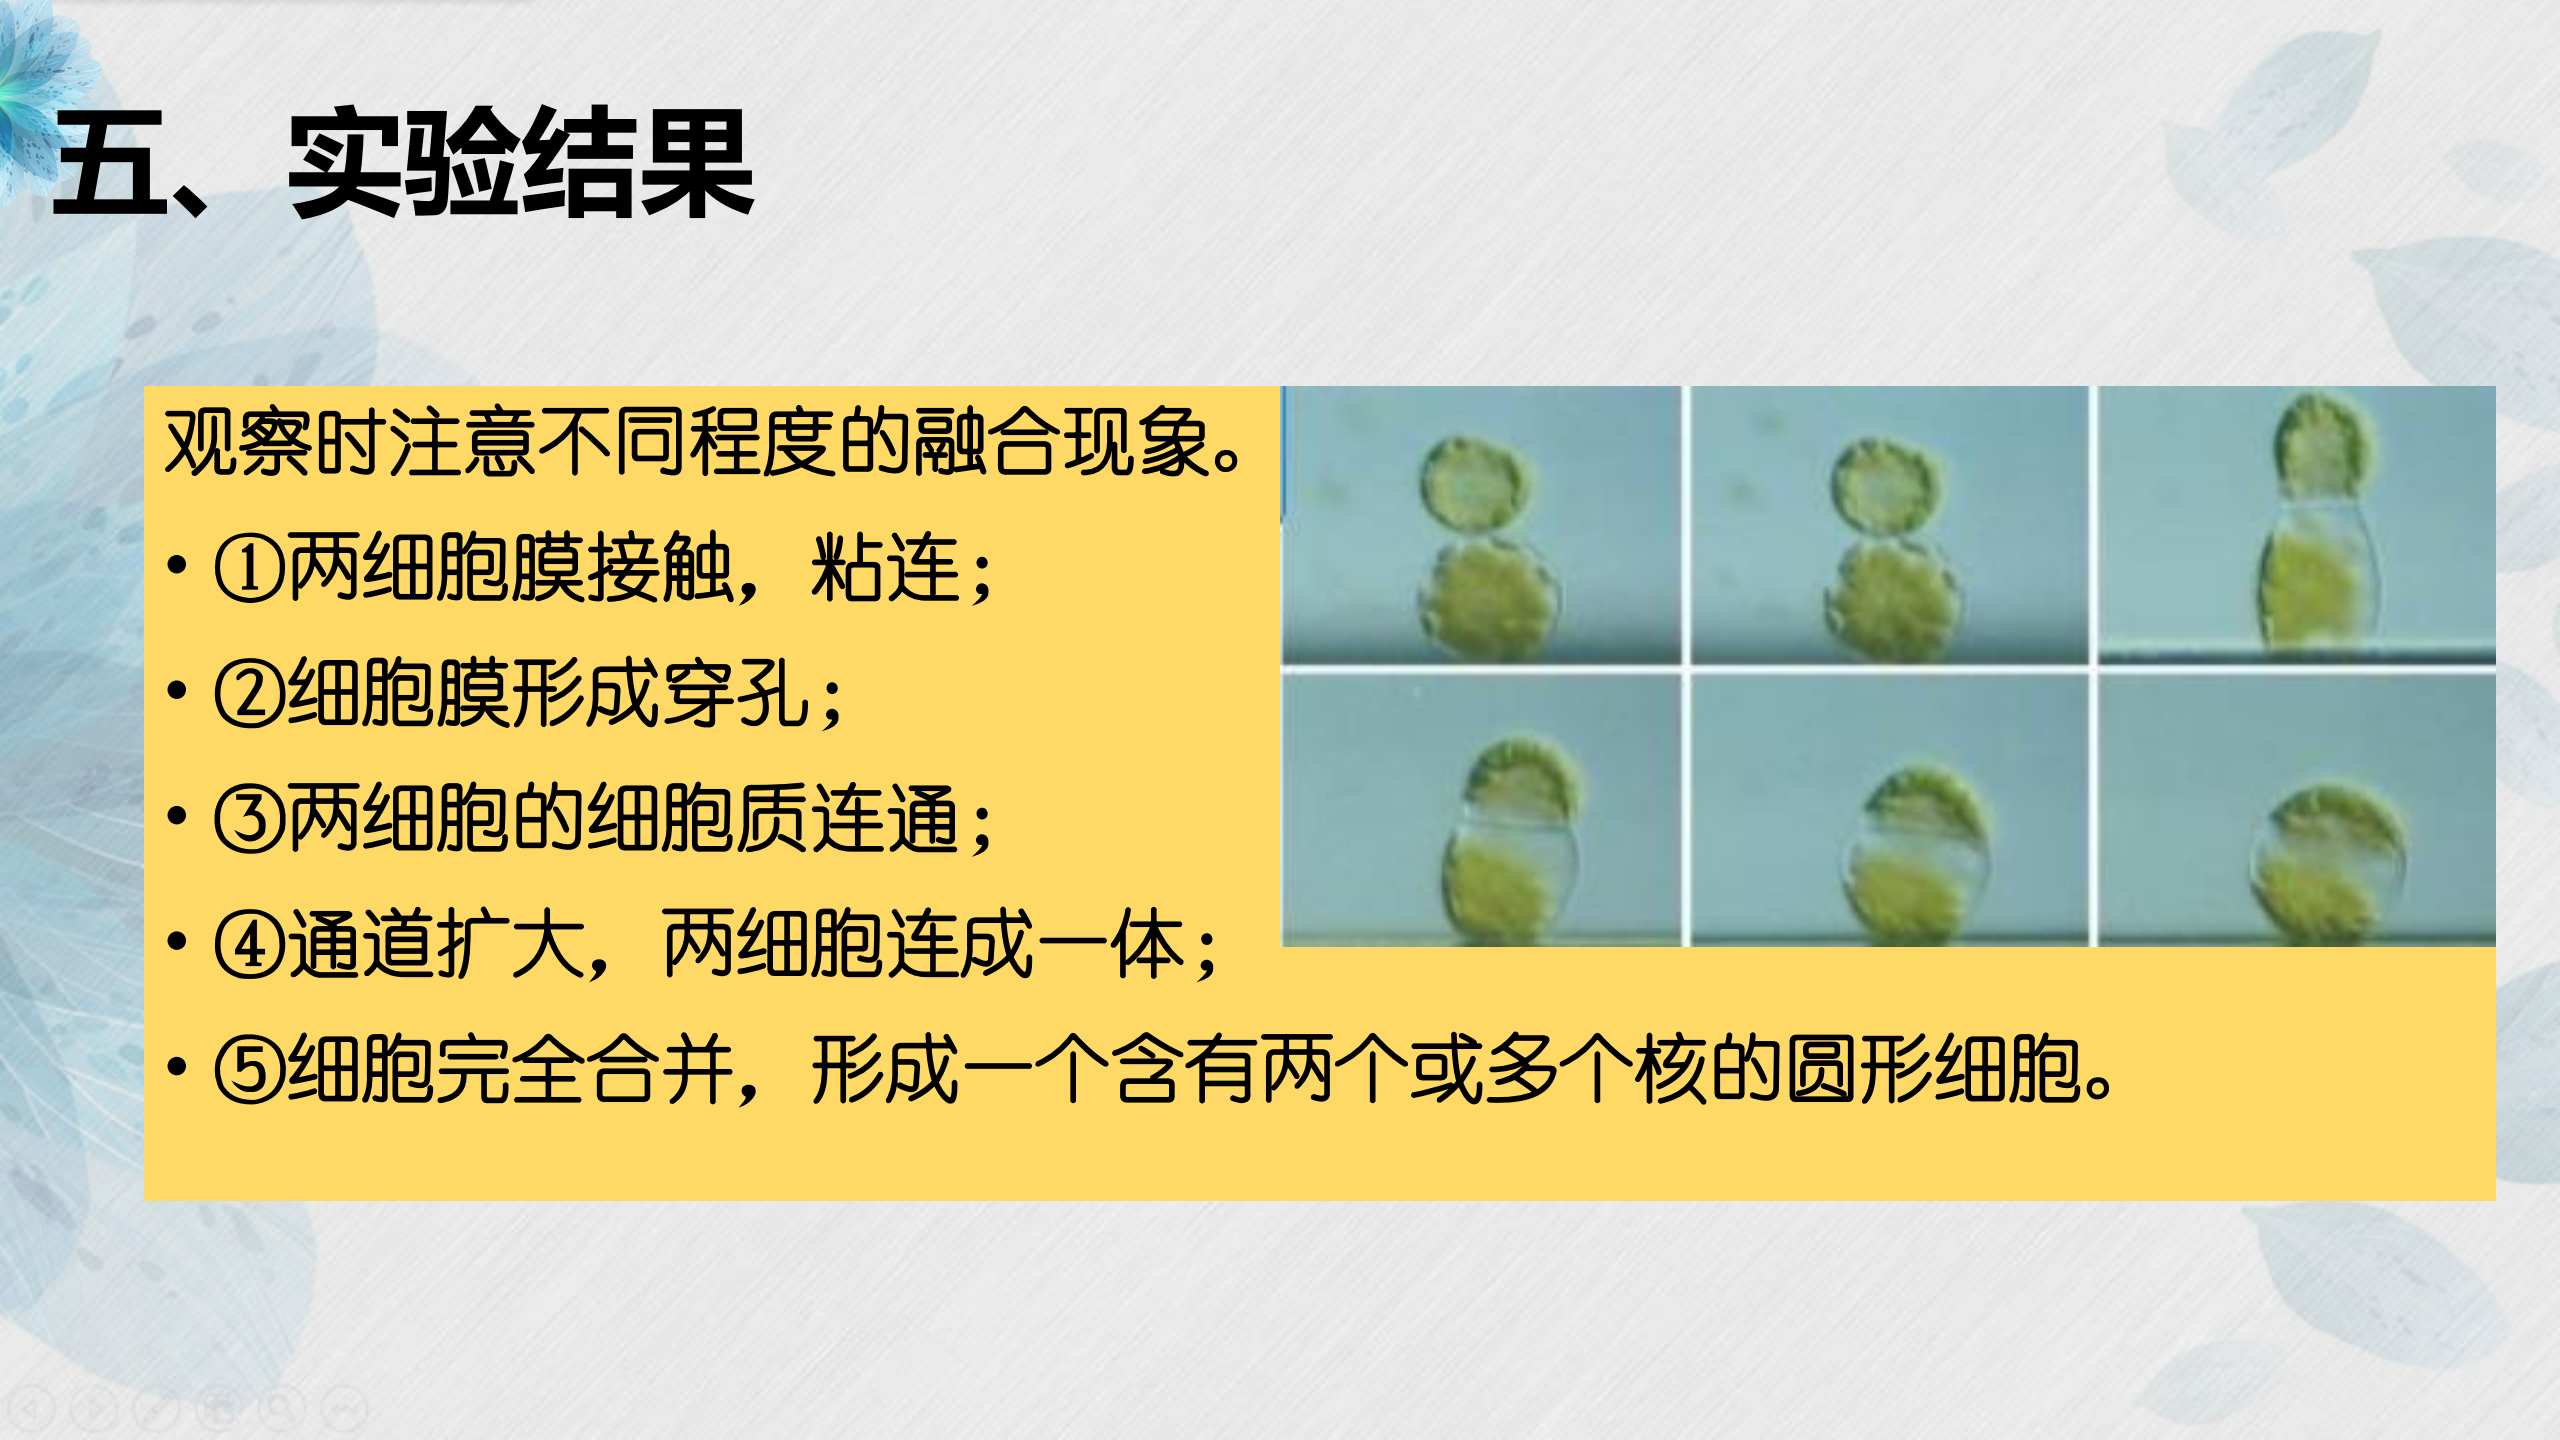 五、实验结果
观察时注意不同程度的融合现象。
• ①两细胞膜接触，粘连；
• ②细胞膜形成穿孔；
• ③两细胞的细胞质连通；
• ④通道扩大，两细胞连成一体；
• ⑤细胞完全合并，形成一个含有两个或多个核的圆形细胞。